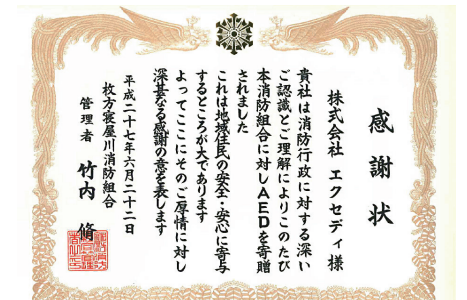 感謝状
株式会社 エクセディ 様
貴社は消防行政に対する深い
ご認識とご理解によりこのたび
本消防組合に対しAEDを寄贈
されました
これは地域住民の安全・安心に寄与
するところが大であります
よってここにそのご厚情に対し
深甚なる感謝の意を表します
平成二十七年六月二十二日
枚方寝屋川消防組合
管理者 竹内 脩